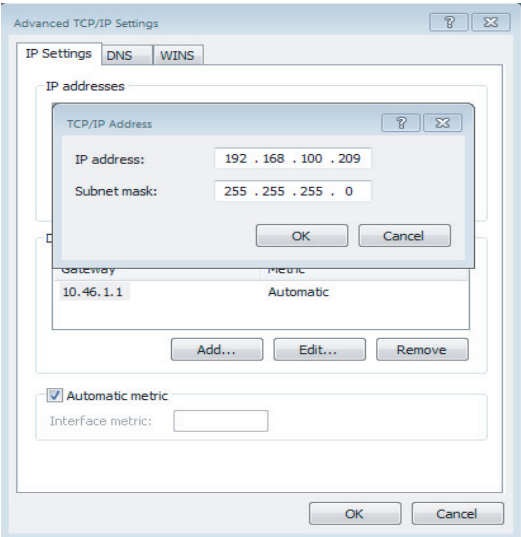 Advanced TCP/IP Settings
IP Settings DNS WINS
IP addresses
TCP/IP Address
IP address: 192 . 168 . 100 . 209
Subnet mask: 255 . 255 . 255 . 0
OK Cancel
Gateway Metric
10.46.1.1 Automatic
Add... Edit... Remove
Automatic metric
Interface metric:
OK Cancel